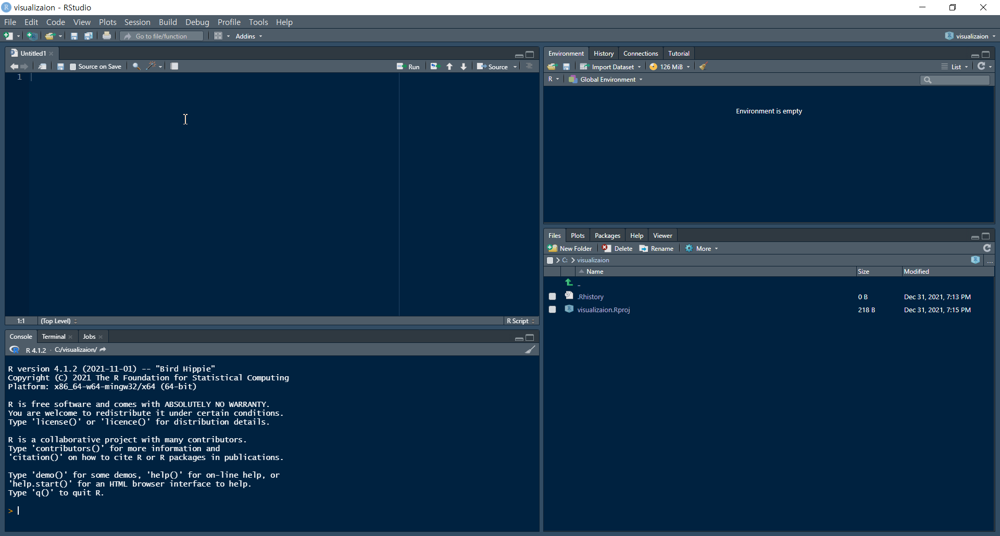 visualizaion - RStudio
File Edit Code View Plots Session Build Debug Profile Tools Help
Go to file/function Addins visualizaion
Untitled1
Source on Save Run Source
1
1:1 (Top Level) R Script
Console Terminal Jobs
R 4.1.2 · C:/visualizaion/
R version 4.1.2 (2021-11-01) -- "Bird Hippie"
Copyright (C) 2021 The R Foundation for Statistical Computing
Platform: x86_64-w64-mingw32/x64 (64-bit)
R is free software and comes with ABSOLUTELY NO WARRANTY.
You are welcome to redistribute it under certain conditions.
Type 'license()' or 'licence()' for distribution details.
R is a collaborative project with many contributors.
Type 'contributors()' for more information and
'citation()' on how to cite R or R packages in publications.
Type 'demo()' for some demos, 'help()' for on-line help, or
'help.start()' for an HTML browser interface to help.
Type 'q()' to quit R.
>
Environment History Connections Tutorial
Import Dataset 126 MiB List
R Global Environment
Environment is empty
Files Plots Packages Help Viewer
New Folder Delete Rename More
C: visualizaion ...
Name Size Modified
..
.Rhistory 0 B Dec 31, 2021, 7:13 PM
visualizaion.Rproj 218 B Dec 31, 2021, 7:15 PM